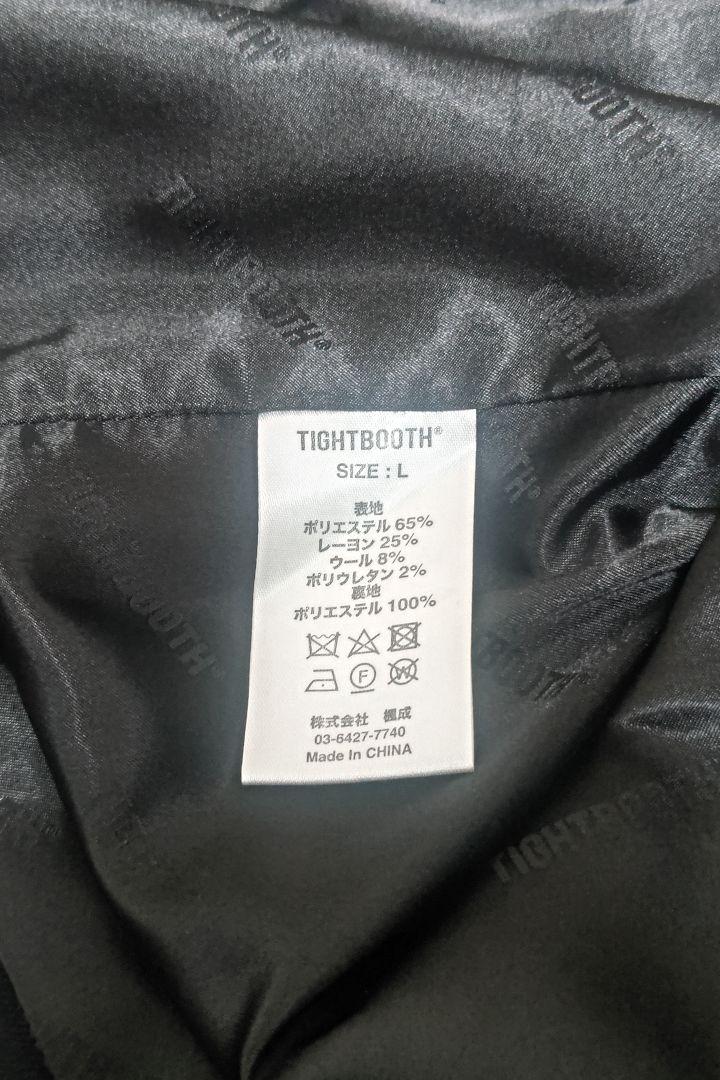 TIGHTBOOTH®
TIGHTBOOTH®
SIZE : L
表地
ポリエステル 65%
レーヨン 25%
ウール 8%
ポリウレタン 2%
裏地
ポリエステル 100%
F
W
株式会社 楓成
03-6427-7740
Made In CHINA